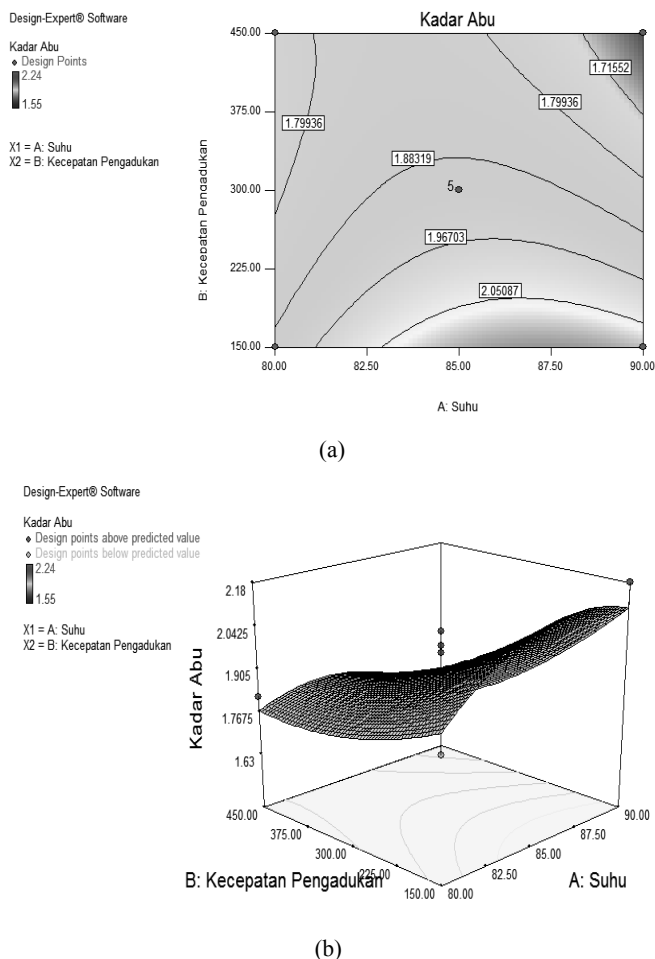 Design-Expert® Software
Kadar Abu
Design Points
2.24
1.55
X1 = A: Suhu
X2 = B: Kecepatan Pengadukan
Kadar Abu
450.00
375.00
300.00
225.00
150.00
B: Kecepatan Pengadukan
1.71552
1.79936
1.79936
1.88319
5
1.96703
2.05087
80.00 82.50 85.00 87.50 90.00
A: Suhu
(a)
Design-Expert® Software
Kadar Abu
Design points above predicted value
Design points below predicted value
2.24
1.55
X1 = A: Suhu
X2 = B: Kecepatan Pengadukan
2.18
2.0425
1.905
1.7675
1.63
Kadar Abu
450.00
375.00
300.00
225.00
150.00
80.00
82.50
85.00
87.50
90.00
B: Kecepatan Pengadukan
A: Suhu
(b)